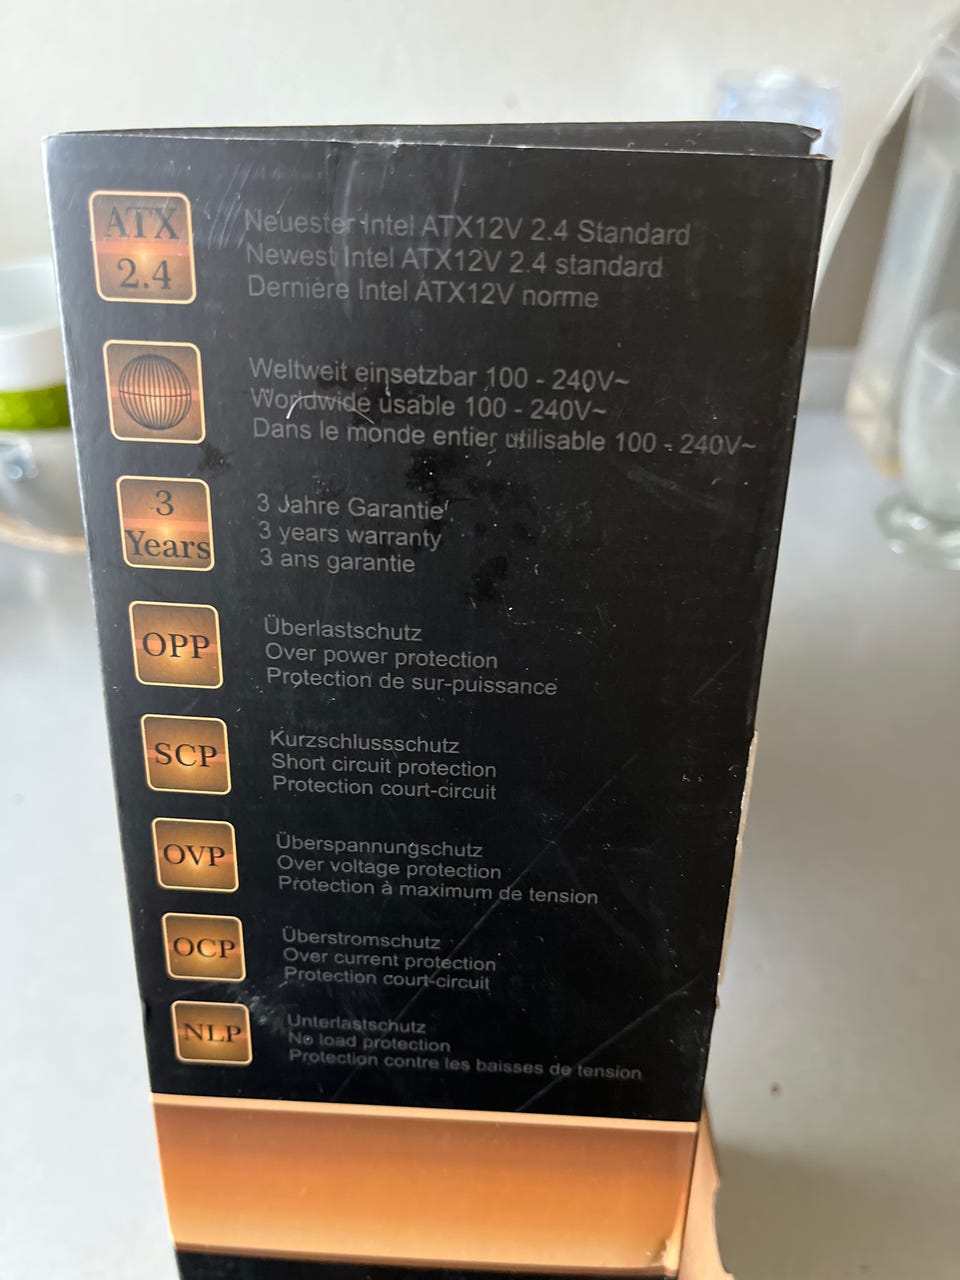 ATX
2.4
Neuester Intel ATX12V 2.4 Standard
Newest Intel ATX12V 2.4 standard
Dernière Intel ATX12V norme
Weltweit einsetzbar 100 - 240V~
Worldwide usable 100 - 240V~
Dans le monde entier utilisable 100 - 240V~
3
Years
3 Jahre Garantie
3 years warranty
3 ans garantie
OPP
Überlastschutz
Over power protection
Protection de sur-puissance
SCP
Kurzschlussschutz
Short circuit protection
Protection court-circuit
OVP
Überspannungschutz
Over voltage protection
Protection à maximum de tension
OCP
Überstromschutz
Over current protection
Protection court-circuit
NLP
Unterlastschutz
No load protection
Protection contre les baisses de tension